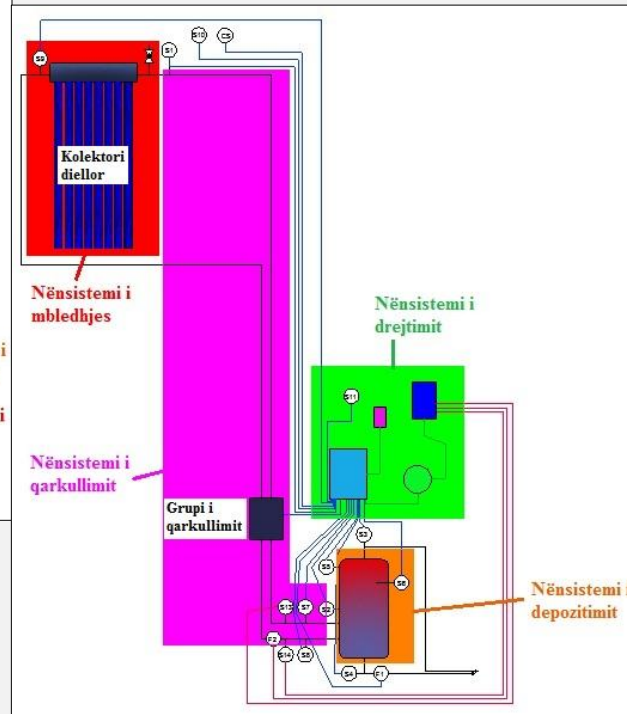 S10
CS
S1
S9
Kolektori
diellor
Nënsistemi i
mbledhjes
Nënsistemi i
drejtimit
i
i
S11
Nënsistemi i
qarkullimit
Grupi i
qarkullimit
S3
S5
S6
Nënsistemi i
depozitimit
S13
S7
S2
F2
S14
S8
S4
F1